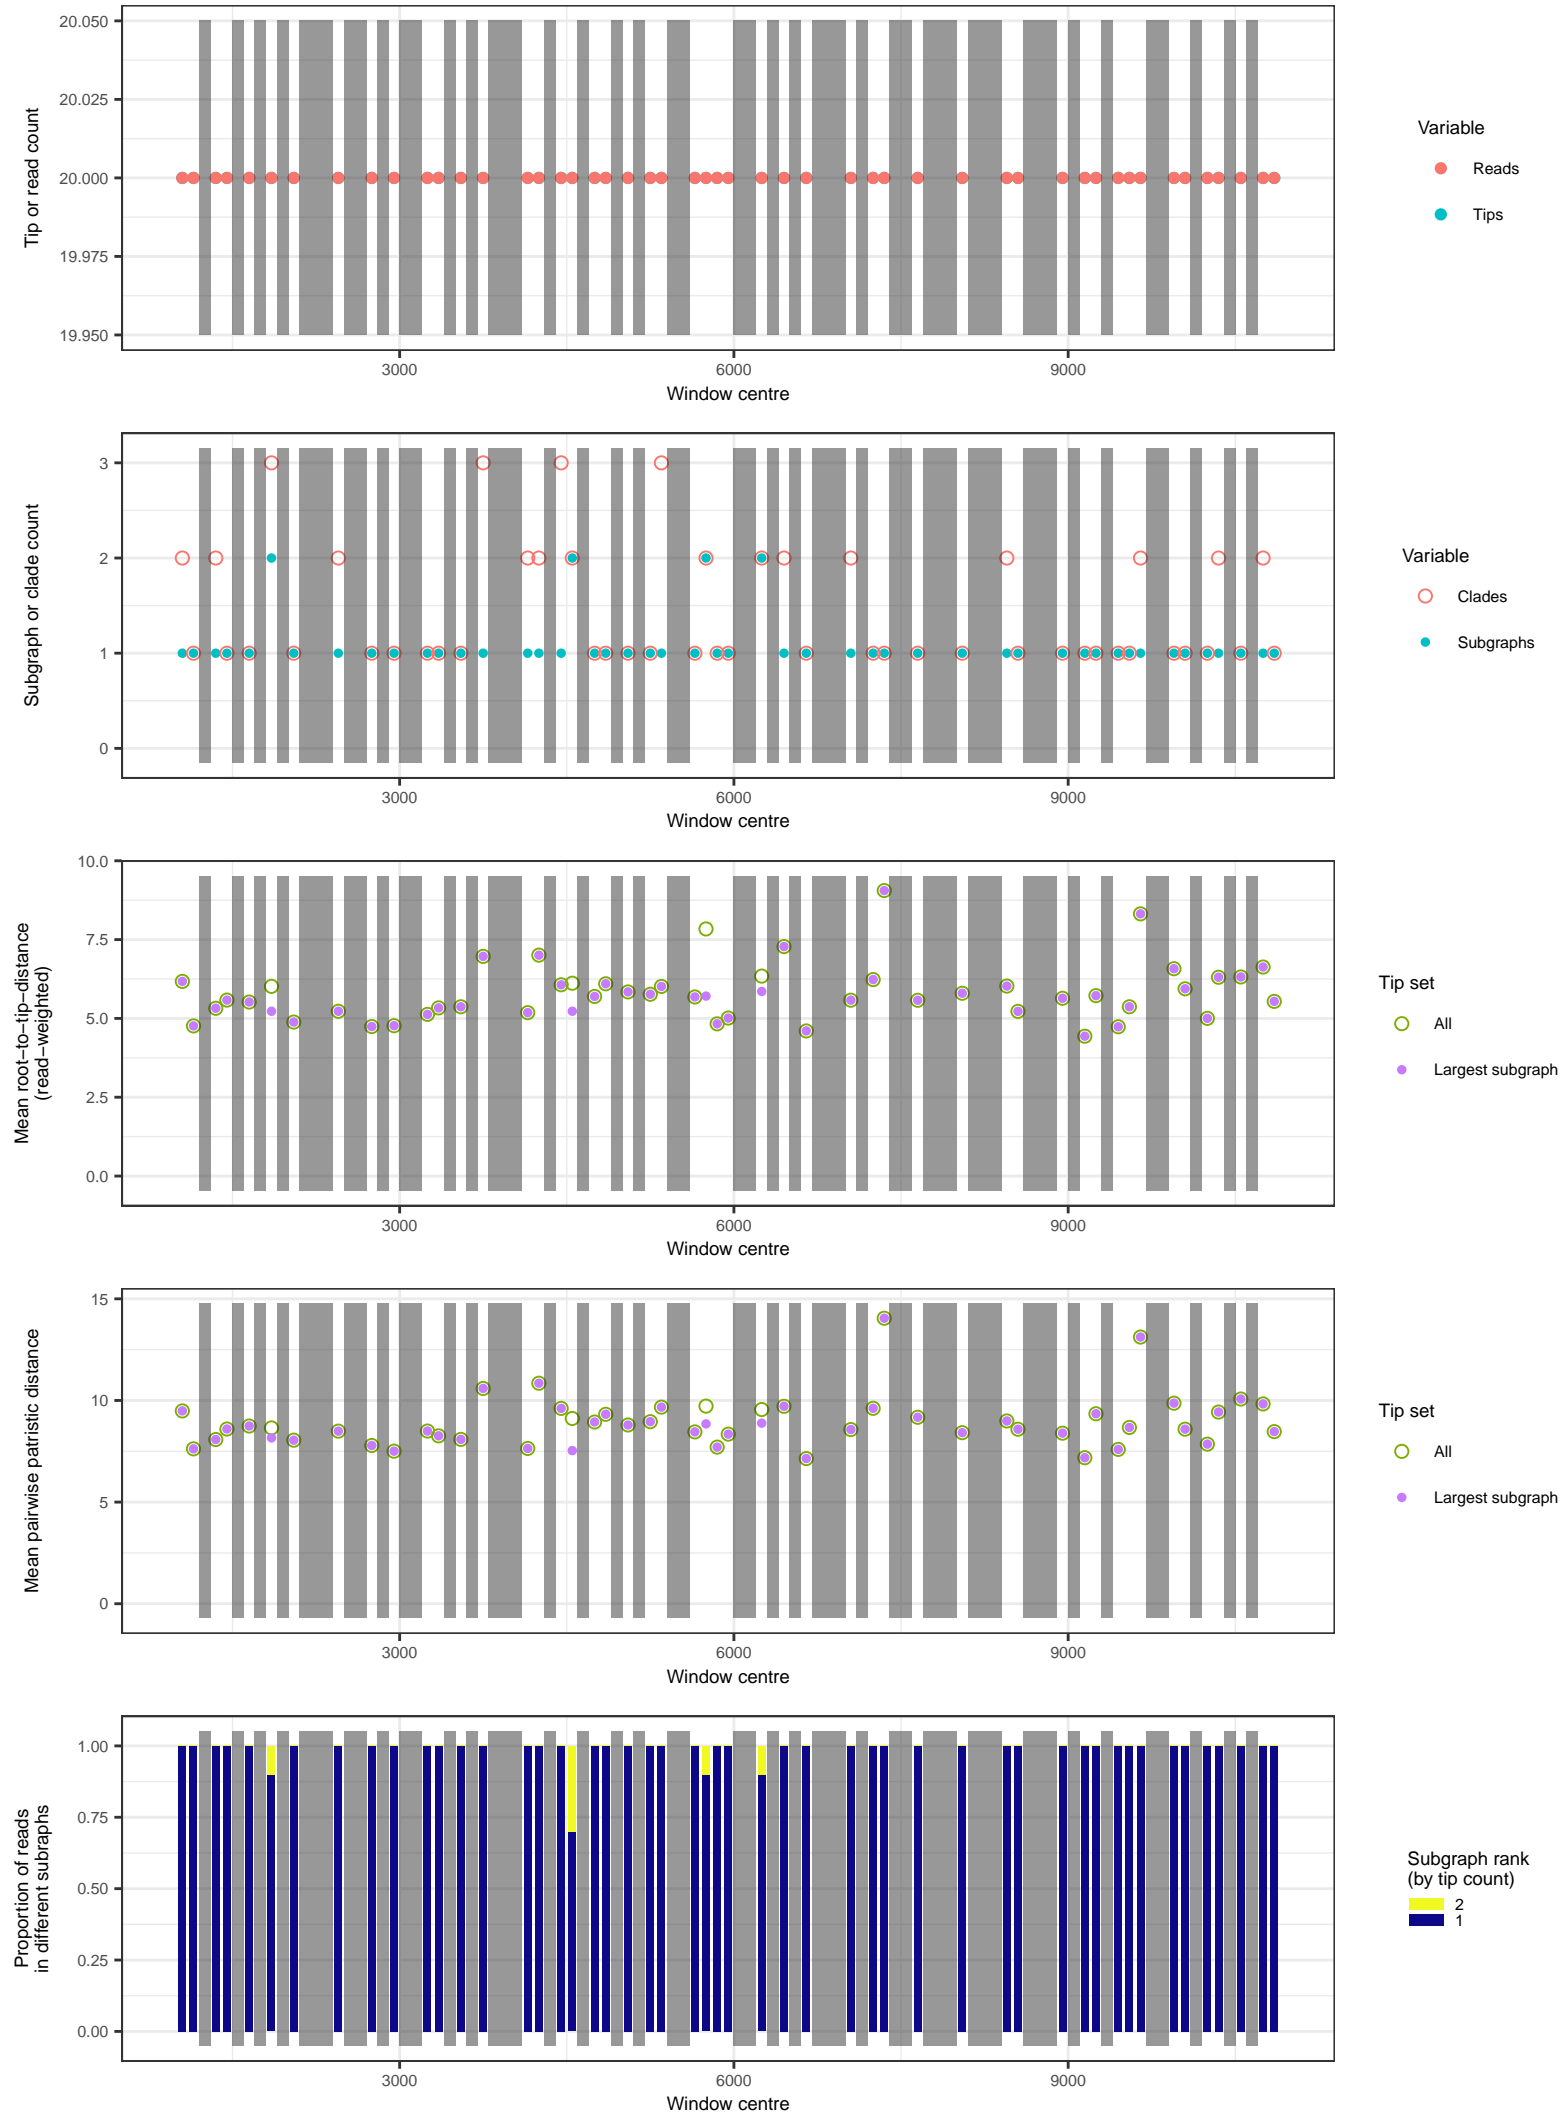 20.050
20.025
20.000
19.975
19.950
Tip or read count
3000
6000
9000
Window centre
Variable
Reads
Tips
3
2
1
0
Subgraph or clade count
3000
6000
9000
Window centre
Variable
Clades
Subgraphs
10.0
7.5
5.0
2.5
0.0
Mean root−to−tip−distance
(read−weighted)
3000
6000
9000
Window centre
Tip set
All
Largest subgraph
15
10
5
0
Mean pairwise patristic distance
3000
6000
9000
Window centre
Tip set
All
Largest subgraph
1.00
0.75
0.50
0.25
0.00
Proportion of reads
in different subraphs
3000
6000
9000
Window centre
Subgraph rank
(by tip count)
2
1